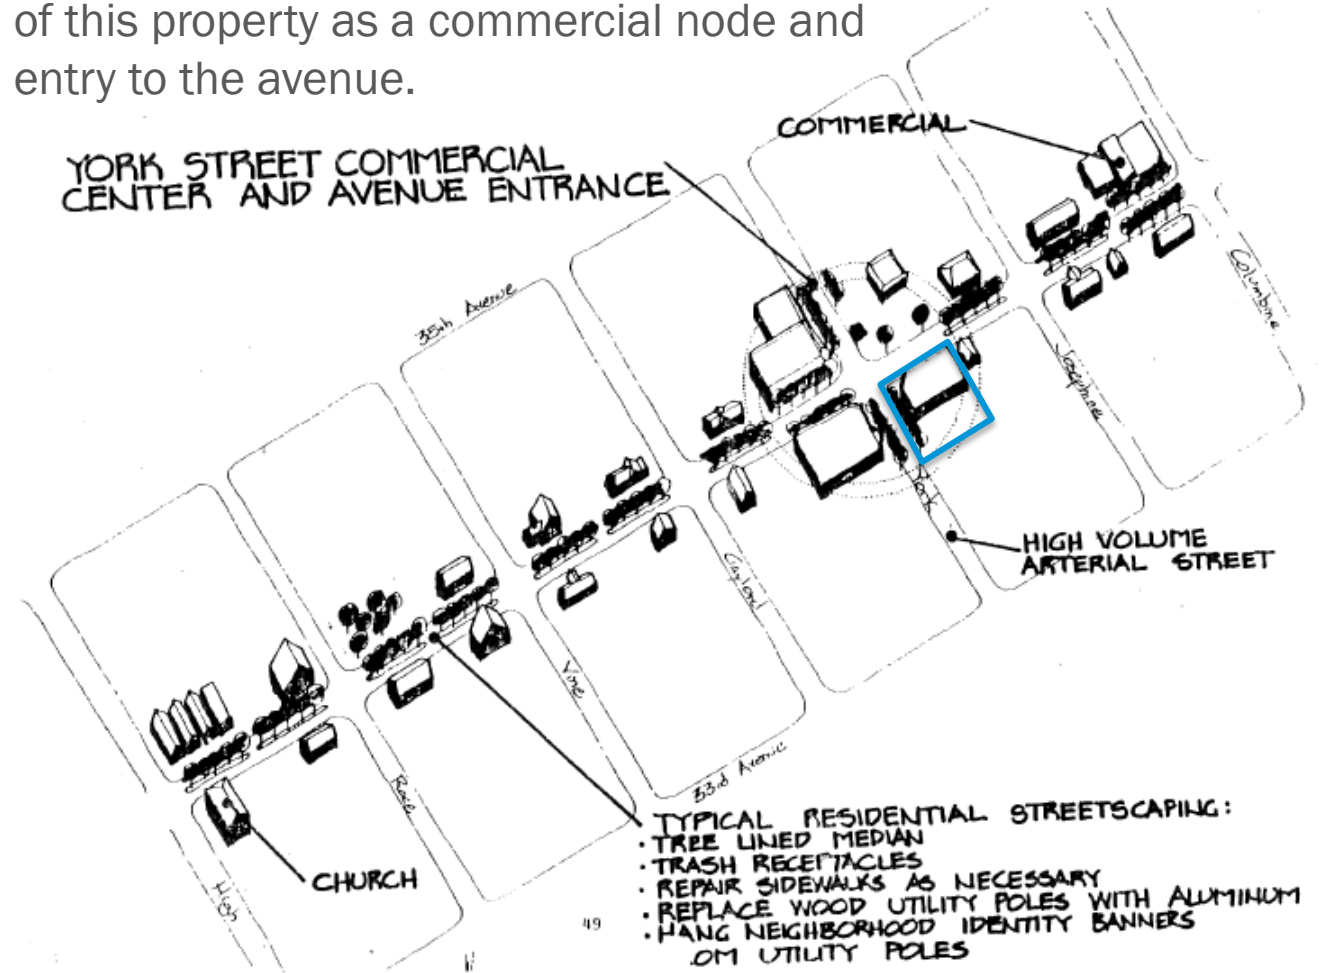 of this property as a commercial node and
entry to the avenue.
COMMERCIAL
YORK STREET COMMERCIAL
CENTER AND AVENUE ENTRANCE
Columbine
35th Avenue
Josephine
York
HIGH VOLUME
ARTERIAL STREET
Gaylord
Vine
33rd Avenue
Race
High
CHURCH
TYPICAL RESIDENTIAL STREETSCAPING:
· TREE LINED MEDIAN
· TRASH RECEPTACLES
· REPAIR SIDEWALKS AS NECESSARY
· REPLACE WOOD UTILITY POLES WITH ALUMINUM
· HANG NEIGHBORHOOD IDENTITY BANNERS
OM UTILITY POLES
49